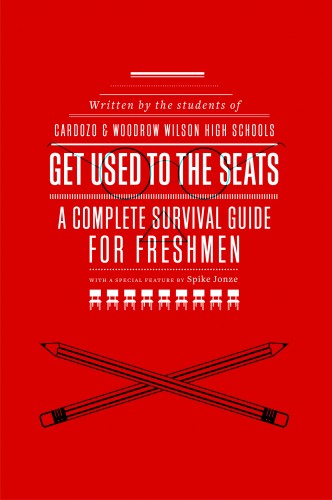 Written by the students of
CARDOZO & WOODROW WILSON HIGH SCHOOLS
GET USED TO THE SEATS
A COMPLETE SURVIVAL GUIDE
FOR FRESHMEN
WITH A SPECIAL FEATURE BY Spike Jonze